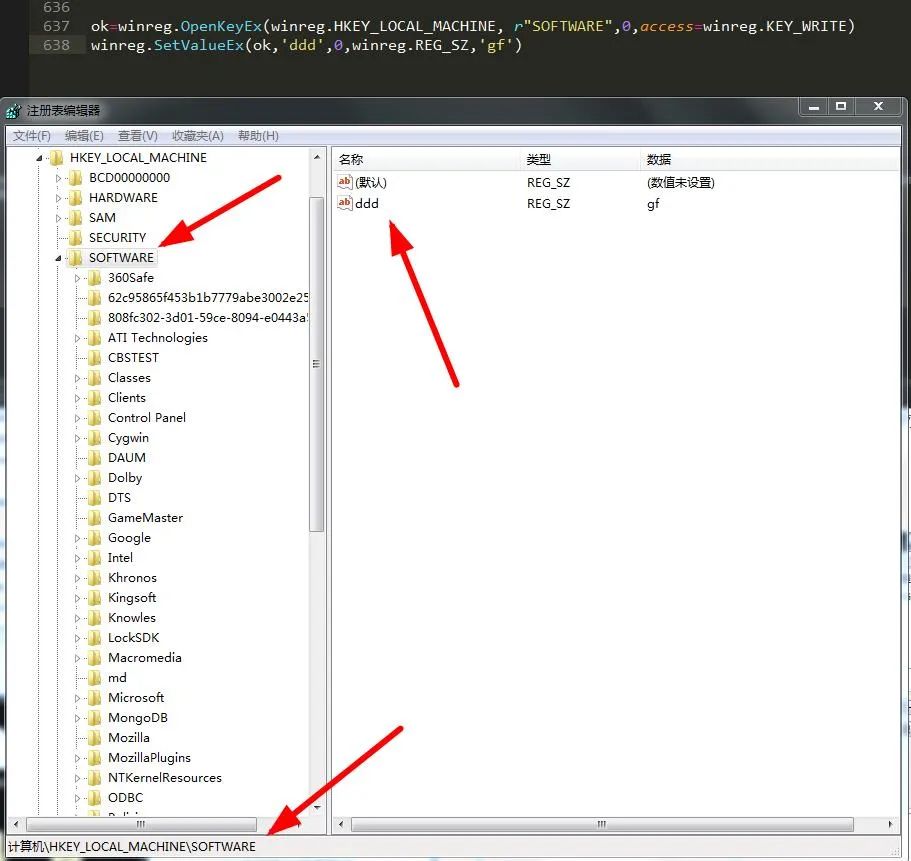 636
637 ok=winreg.OpenKeyEx(winreg.HKEY_LOCAL_MACHINE, r"SOFTWARE",0,access=winreg.KEY_WRITE)
638 winreg.SetValueEx(ok,'ddd',0,winreg.REG_SZ,'gf')
注册表编辑器
文件(F) 编辑(E) 查看(V) 收藏夹(A) 帮助(H)
HKEY_LOCAL_MACHINE
BCD00000000
HARDWARE
SAM
SECURITY
SOFTWARE
360Safe
62c95865f453b1b7779abe3002e25
808fc302-3d01-59ce-8094-e0443a
ATI Technologies
CBSTEST
Classes
Clients
Control Panel
Cygwin
DAUM
Dolby
DTS
GameMaster
Google
Intel
Khronos
Kingsoft
Knowles
LockSDK
Macromedia
md
Microsoft
MongoDB
Mozilla
MozillaPlugins
NTKernelResources
ODBC
名称 类型 数据
ab (默认) REG_SZ (数值未设置)
ab ddd REG_SZ gf
计算机\HKEY_LOCAL_MACHINE\SOFTWARE